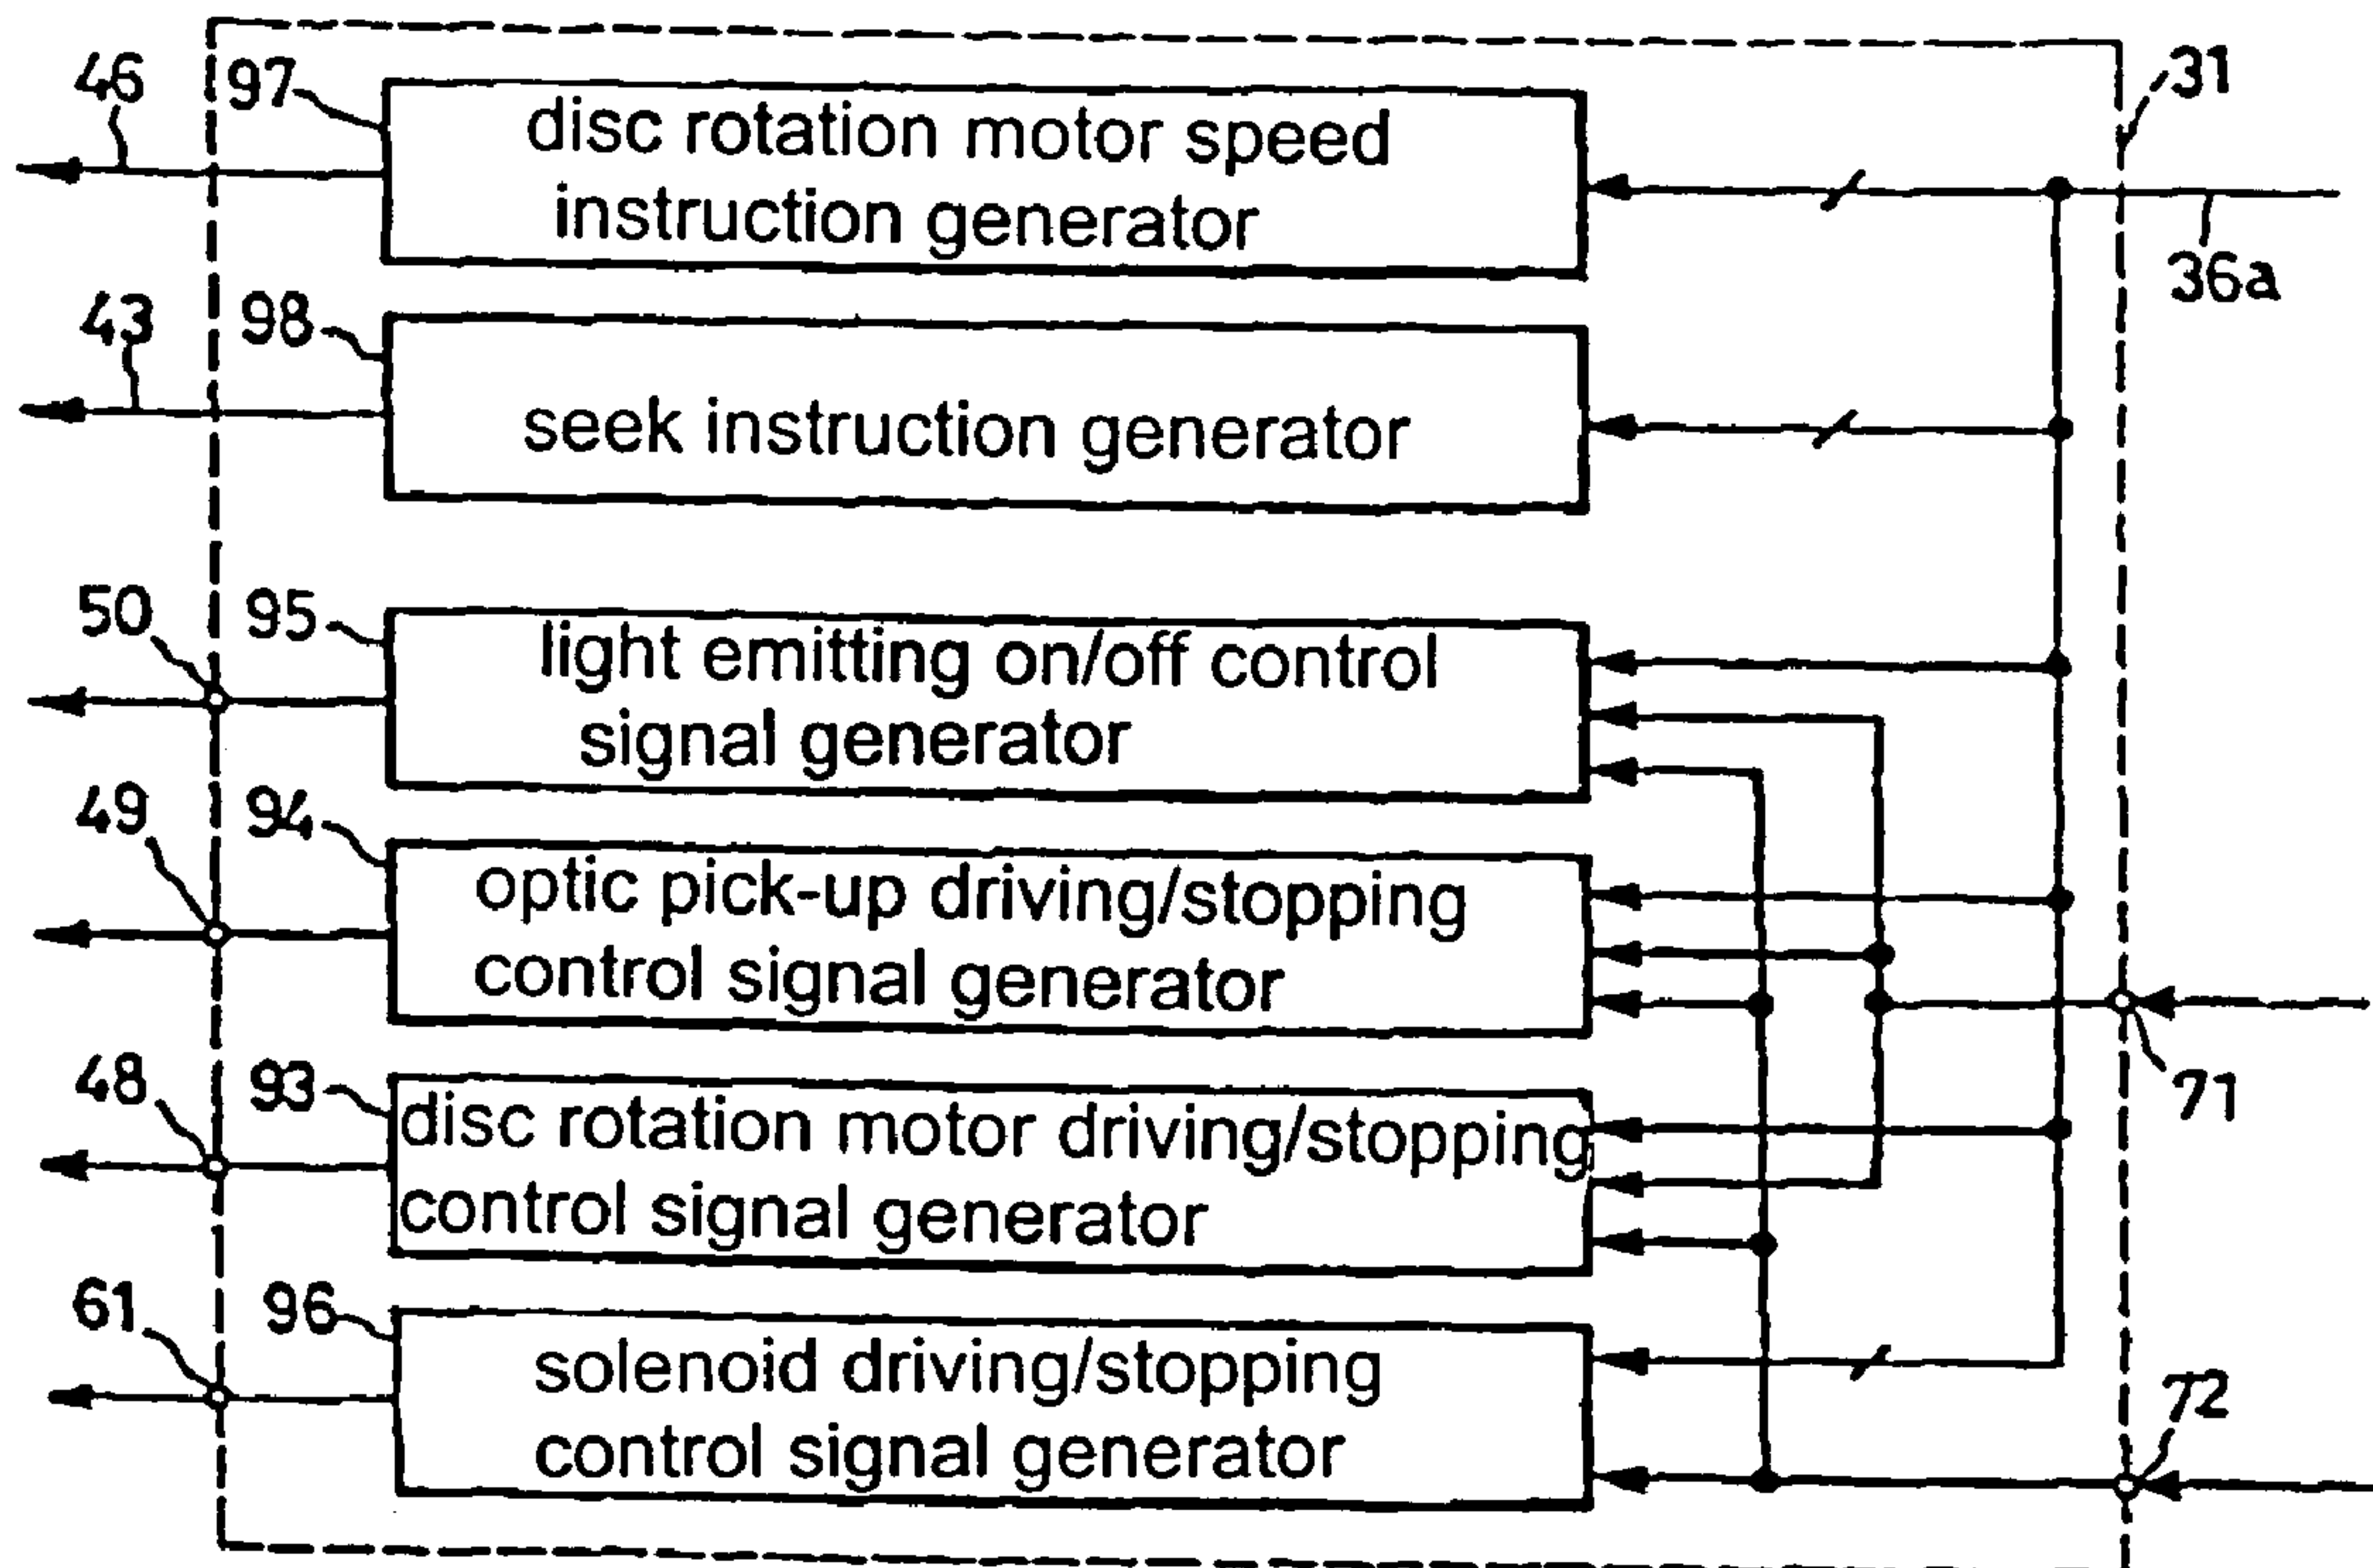 46
97
disc rotation motor speed
instruction generator
31
36a
43
98
seek instruction generator
50
95
light emitting on/off control
signal generator
49
94
optic pick-up driving/stopping
control signal generator
71
48
93
disc rotation motor driving/stopping
control signal generator
61
96
solenoid driving/stopping
control signal generator
72